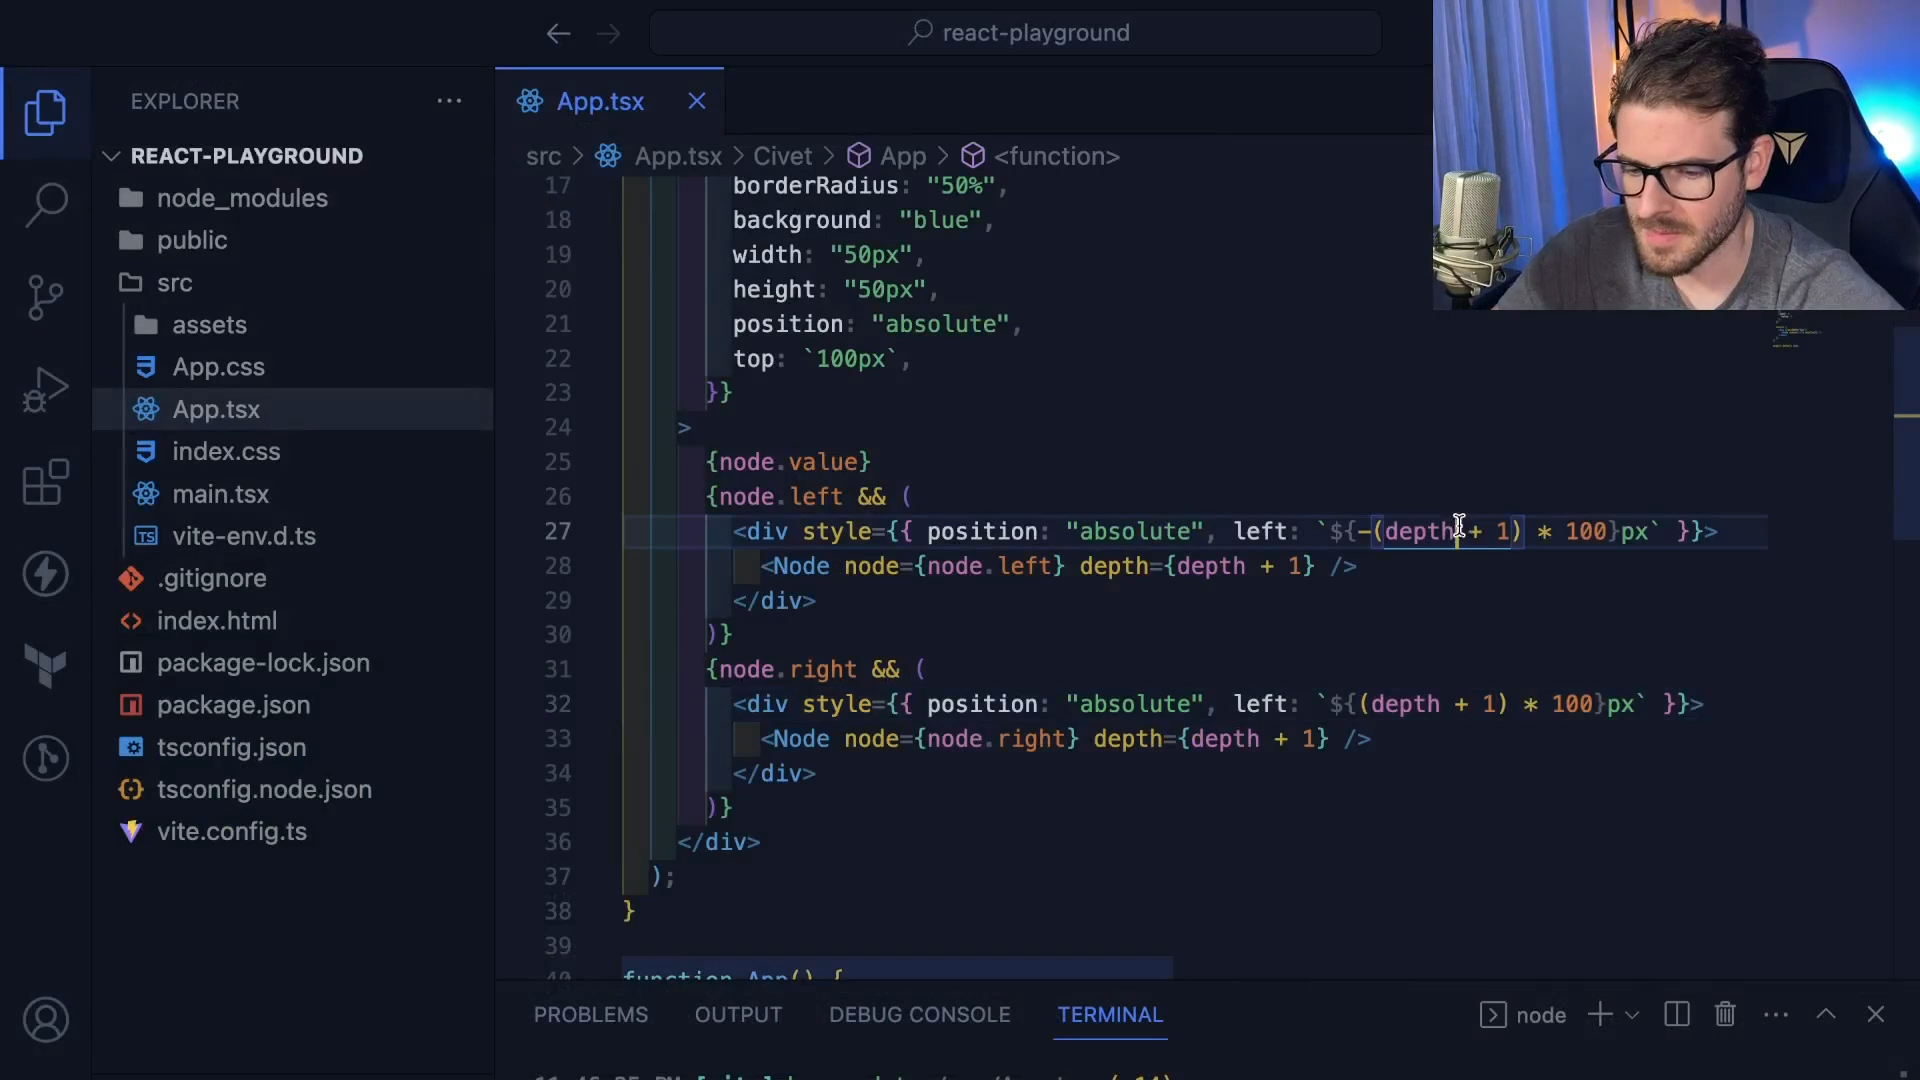 react-playground
EXPLORER
App.tsx
REACT-PLAYGROUND
src > App.tsx > Civet > App > <function>
node_modules
public
src
assets
App.css
App.tsx
index.css
main.tsx
TS vite-env.d.ts
.gitignore
index.html
package-lock.json
package.json
tsconfig.json
tsconfig.node.json
vite.config.ts
17 borderRadius: "50%",
18 background: "blue",
19 width: "50px",
20 height: "50px",
21 position: "absolute",
22 top: `100px`,
23 }}
24 >
25 {node.value}
26 {node.left && (
27 <div style={{ position: "absolute", left: `${-(depth + 1) * 100}px` }}>
28 <Node node={node.left} depth={depth + 1} />
29 </div>
30 )}
31 {node.right && (
32 <div style={{ position: "absolute", left: `${(depth + 1) * 100}px` }}>
33 <Node node={node.right} depth={depth + 1} />
34 </div>
35 )}
36 </div>
37 );
38 }
39
40 function App() {
PROBLEMS OUTPUT DEBUG CONSOLE TERMINAL
node